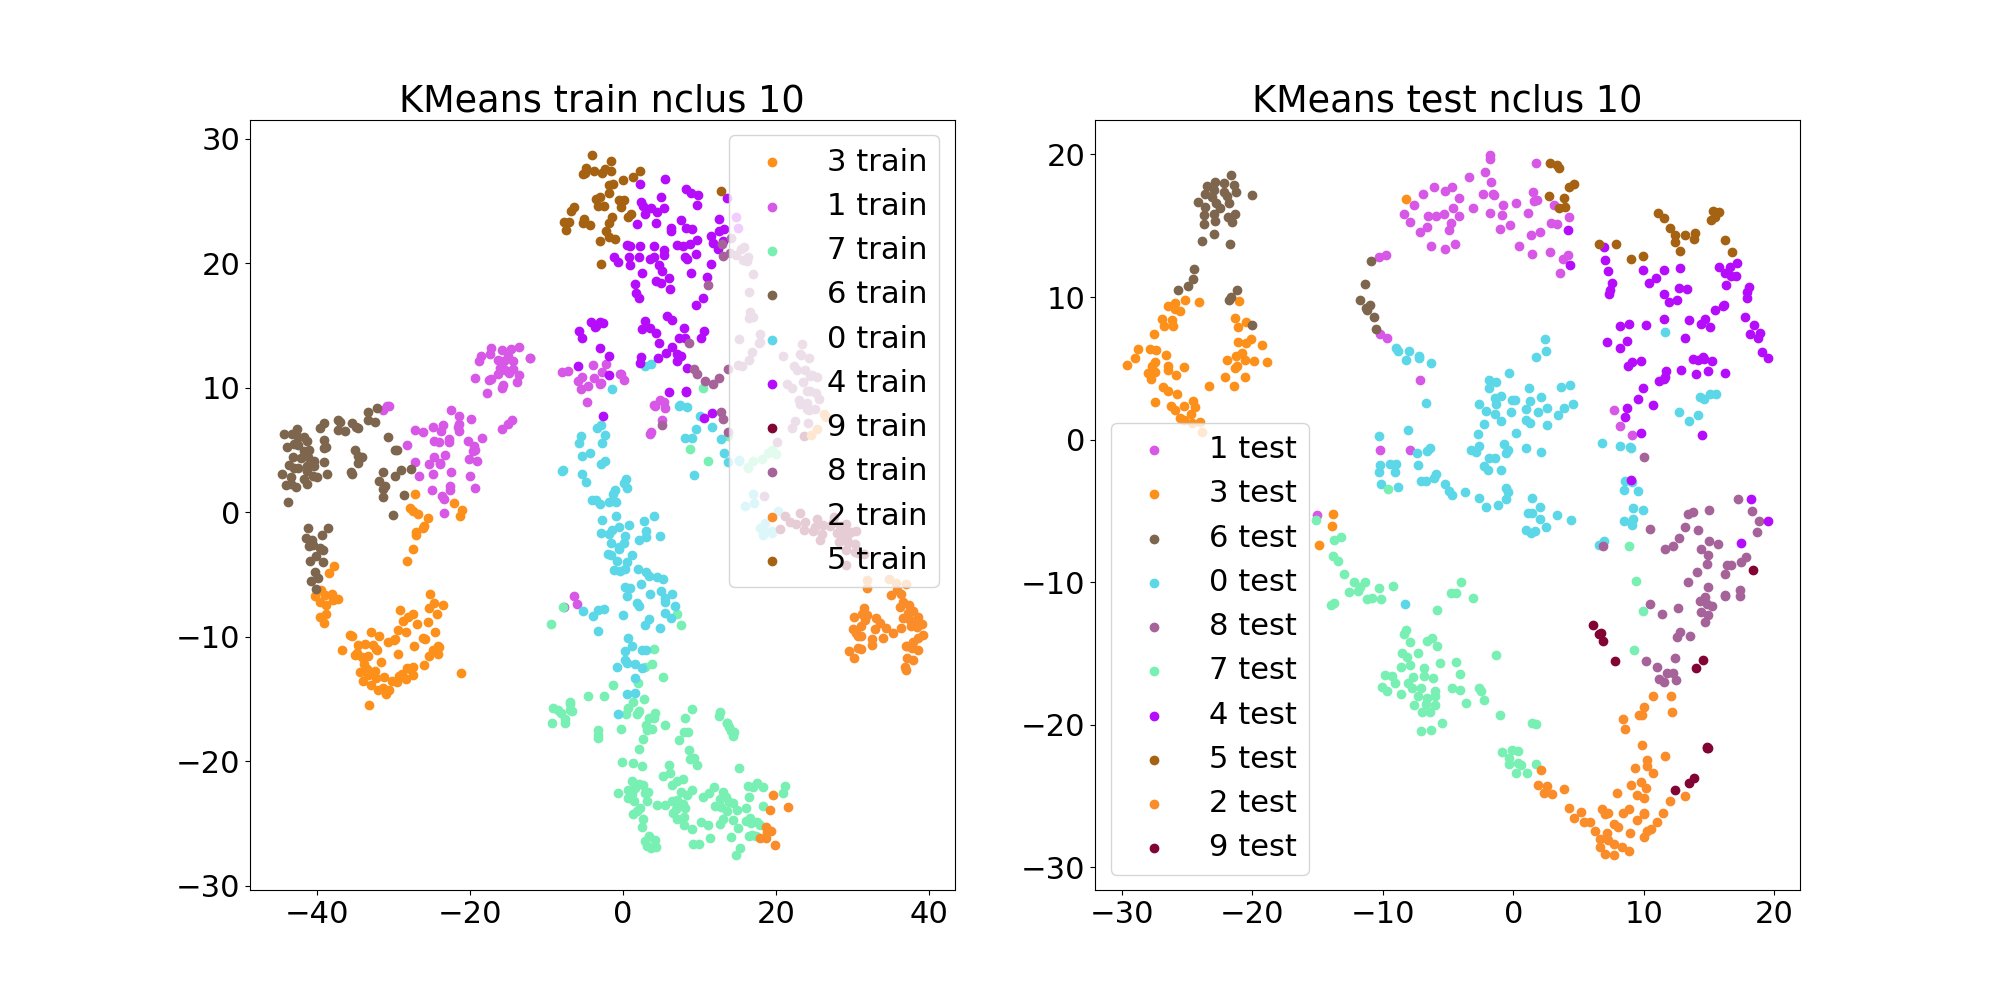 KMeans train nclus 10
30
20
10
0
−10
−20
−30
−40
−20
0
20
40
3 train
1 train
7 train
6 train
0 train
4 train
9 train
8 train
2 train
5 train
KMeans test nclus 10
20
10
0
−10
−20
−30
−30
−20
−10
0
10
20
1 test
3 test
6 test
0 test
8 test
7 test
4 test
5 test
2 test
9 test